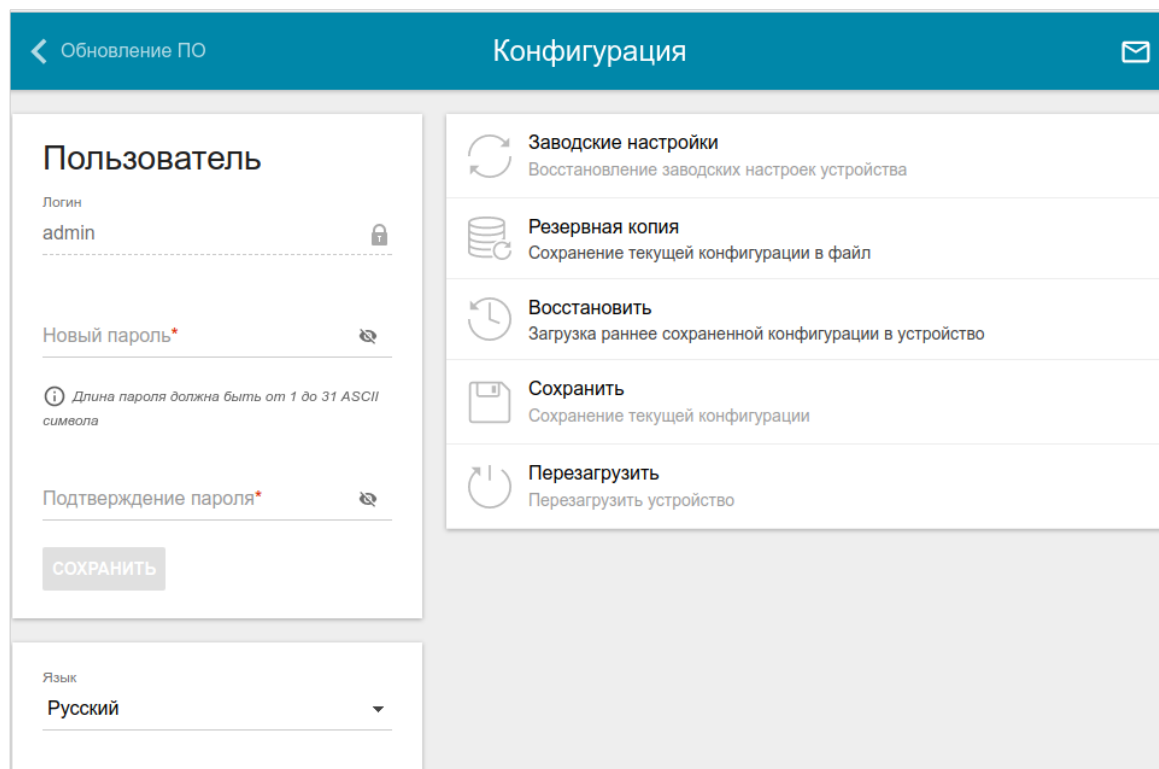 Обновление ПО
Конфигурация
Пользователь
Логин
admin
Новый пароль*
Длина пароля должна быть от 1 до 31 ASCII
символа
Подтверждение пароля*
СОХРАНИТЬ
Язык
Русский
Заводские настройки
Восстановление заводских настроек устройства
Резервная копия
Сохранение текущей конфигурации в файл
Восстановить
Загрузка раннее сохраненной конфигурации в устройство
Сохранить
Сохранение текущей конфигурации
Перезагрузить
Перезагрузить устройство